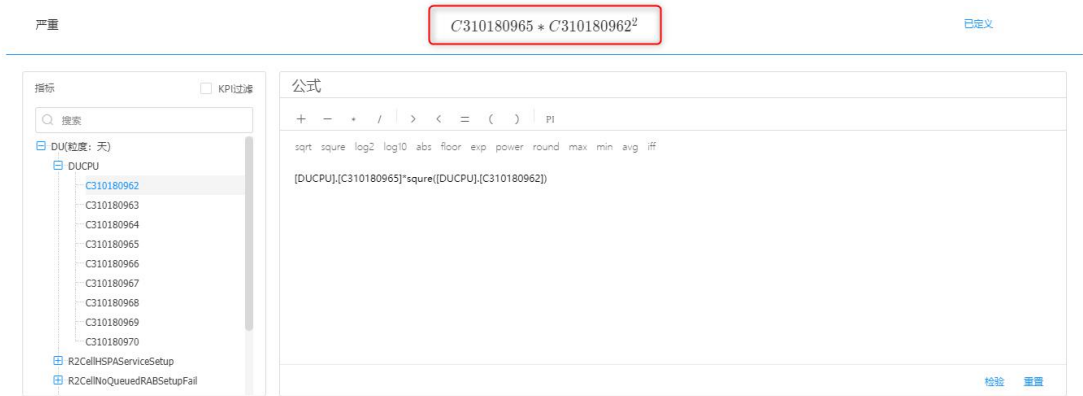 严重 C310180965 * C310180962² 已定义
指标 KPI过滤
搜索
DU(粒度：天)
DUCPU
C310180962
C310180963
C310180964
C310180965
C310180966
C310180967
C310180968
C310180969
C310180970
R2CellHSPAServiceSetup
R2CellNoQueuedRABSetupFail
公式
+ − * / > < = ( ) PI
sqrt squre log2 log10 abs floor exp power round max min avg iff
[DUCPU].[C310180965]*squre([DUCPU].[C310180962])
检验 重置